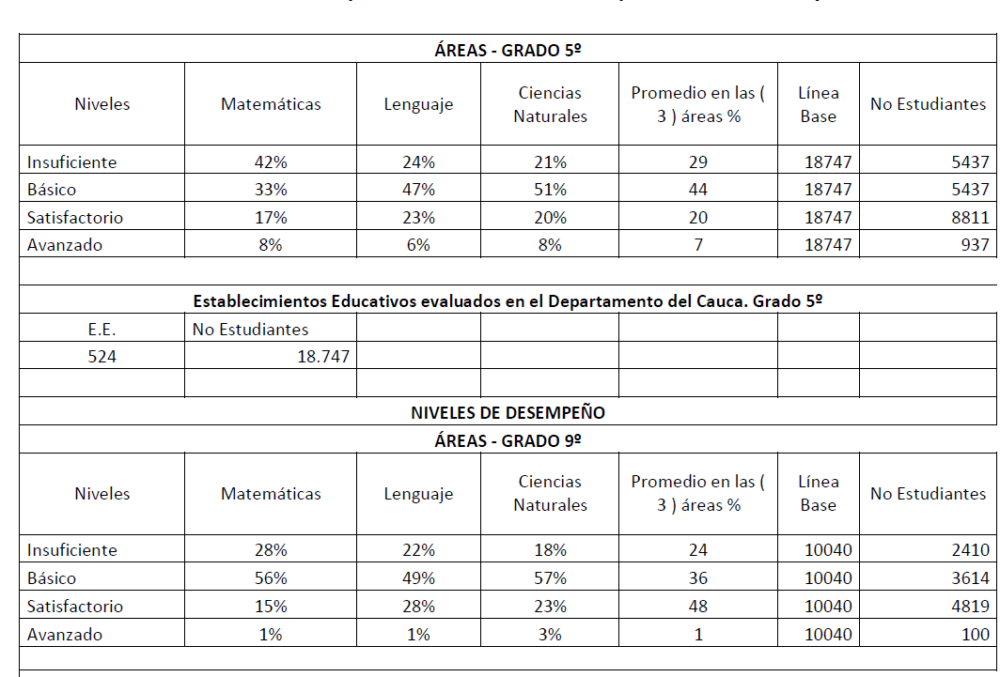 ÁREAS - GRADO 5º
Niveles Matemáticas Lenguaje Ciencias Naturales Promedio en las ( 3 ) áreas % Línea Base No Estudiantes
Insuficiente 42% 24% 21% 29 18747 5437
Básico 33% 47% 51% 44 18747 5437
Satisfactorio 17% 23% 20% 20 18747 8811
Avanzado 8% 6% 8% 7 18747 937
Establecimientos Educativos evaluados en el Departamento del Cauca. Grado 5º
E.E. No Estudiantes
524 18.747
NIVELES DE DESEMPEÑO
ÁREAS - GRADO 9º
Niveles Matemáticas Lenguaje Ciencias Naturales Promedio en las ( 3 ) áreas % Línea Base No Estudiantes
Insuficiente 28% 22% 18% 24 10040 2410
Básico 56% 49% 57% 36 10040 3614
Satisfactorio 15% 28% 23% 48 10040 4819
Avanzado 1% 1% 3% 1 10040 100